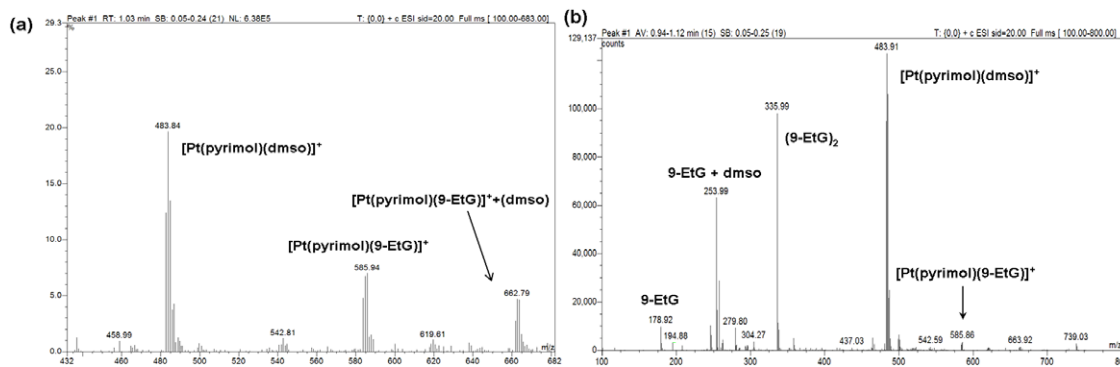 (a)
Peak #1 RT: 1.03 min SB: 0.05-0.24 (21) NL: 6.38E5
T: {0,0} + c ESI sid=20.00 Full ms [ 100.00-683.00]
29.3
%
483.84
20.0
[Pt(pyrimol)(dmso)]⁺
15.0
[Pt(pyrimol)(9-EtG)]⁺+(dmso)
10.0
[Pt(pyrimol)(9-EtG)]⁺
585.94
5.0
662.79
458.99
542.81
619.61
0.0
m/z
432 460 480 500 520 540 560 580 600 620 640 660 682
(b)
Peak #1 AV: 0.94-1.12 min (15) SB: 0.05-0.25 (19)
T: {0,0} + c ESI sid=20.00 Full ms [ 100.00-800.00]
129,137
counts
483.91
[Pt(pyrimol)(dmso)]⁺
335.99
100,000
(9-EtG)₂
80,000
9-EtG + dmso
253.99
60,000
40,000
[Pt(pyrimol)(9-EtG)]⁺
20,000
9-EtG
178.92
194.88
279.80
304.27
437.03
542.59
585.86
663.92
739.03
0
m/z
100 200 300 400 500 600 700